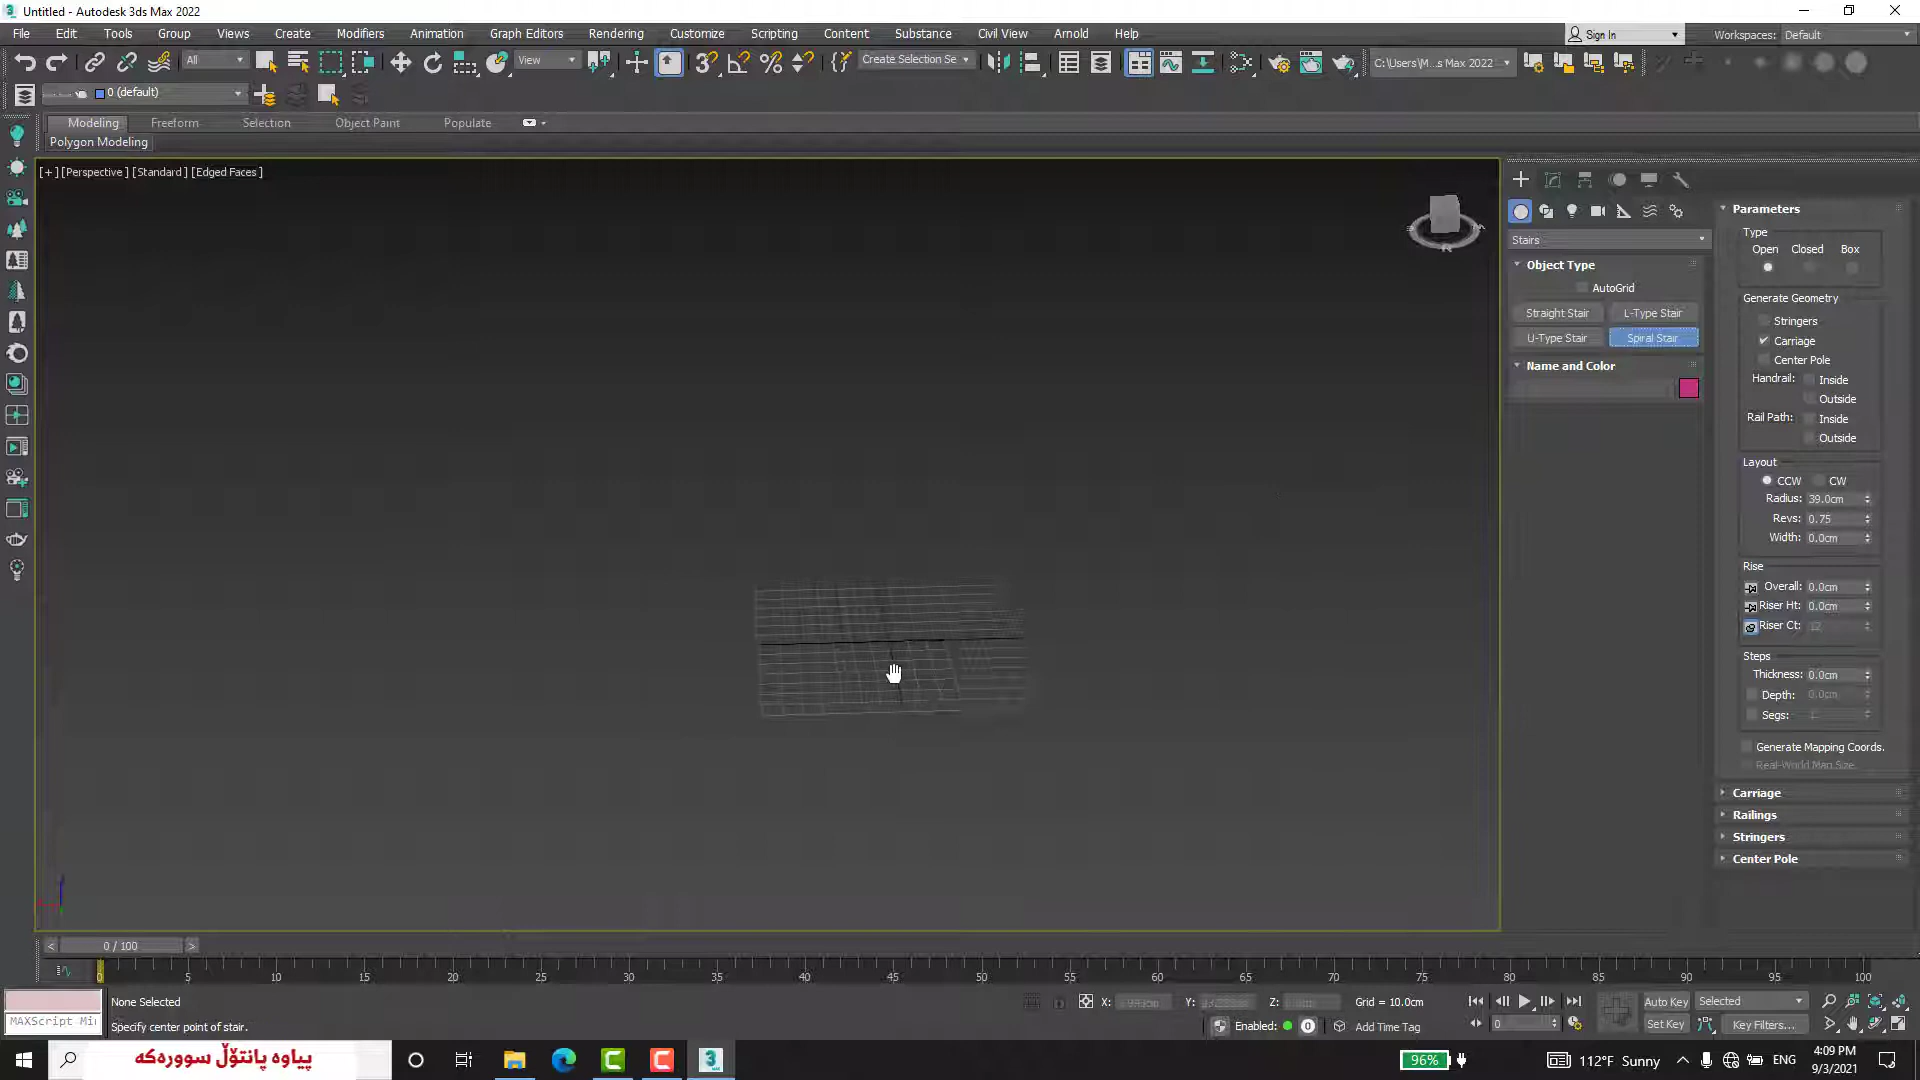 Untitled - Autodesk 3ds Max 2022
File Edit Tools Group Views Create Modifiers Animation Graph Editors Rendering Customize Scripting Content Substance Civil View Arnold Help
Sign In
Workspaces: Default
All
View
Create Selection Se
C:\Users\M...s Max 2022
0 (default)
Modeling Freeform Selection Object Paint Populate
Polygon Modeling
[+] [Perspective ] [Standard ] [Edged Faces ]
Stairs
Object Type
AutoGrid
Straight Stair L-Type Stair
U-Type Stair Spiral Stair
Name and Color
Parameters
Type
Open Closed Box
Generate Geometry
Stringers
Carriage
Center Pole
Handrail: Inside
Outside
Rail Path: Inside
Outside
Layout
CCW CW
Radius: 39.0cm
Revs: 0.75
Width: 0.0cm
Rise
Overall: 0.0cm
Riser Ht: 0.0cm
Riser Ct: 12
Steps
Thickness: 0.0cm
Depth: 0.0cm
Segs:
Generate Mapping Coords.
Real-World Map Size
Carriage
Railings
Stringers
Center Pole
< 0 / 100 >
0 5 10 15 20 25 30 35 40 45 50 55 60 65 70 75 80 85 90 95 100
None Selected
X: Y: Z: Grid = 10.0cm
Auto Key Selected
MAXScript Mi
Specify center point of stair.
Enabled: 0 Add Time Tag
0
Set Key Key Filters...
پیاوە پانتۆڵ سوورەکە
96%
112°F Sunny
ENG
4:09 PM
9/3/2021